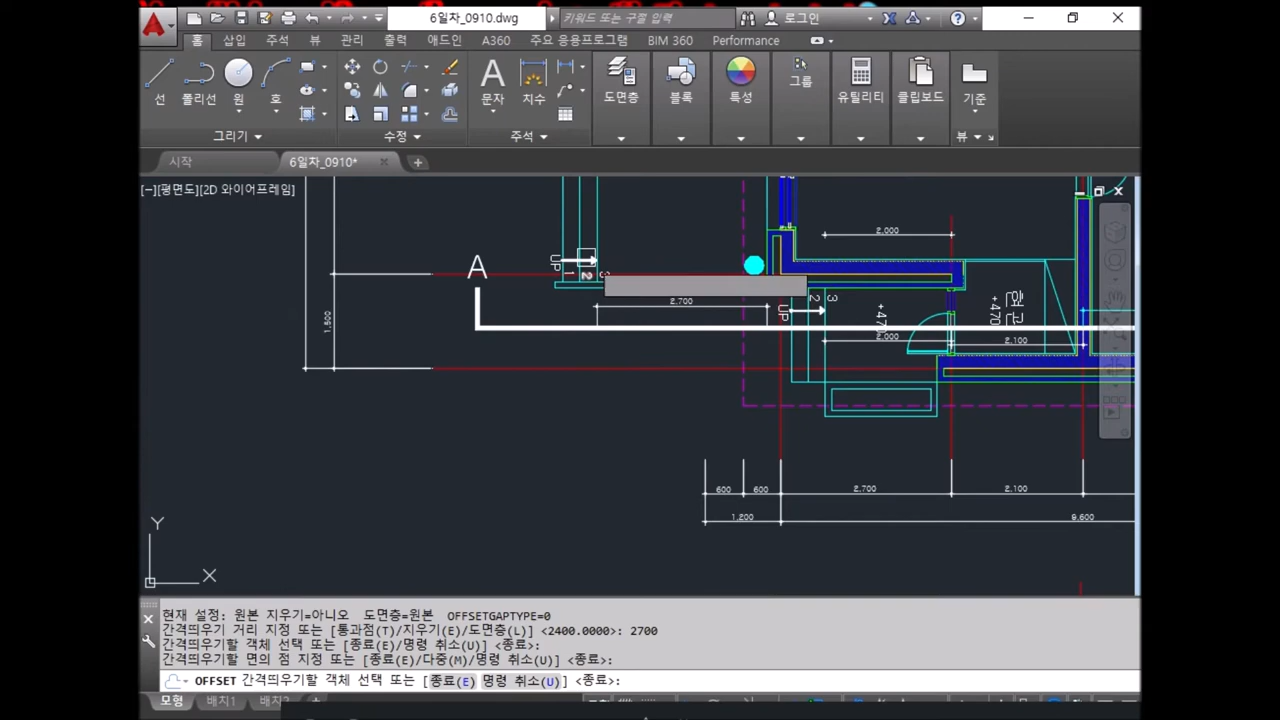 6일차_0910.dwg
키워드 또는 구절 입력
로그인
홈 삽입 주석 뷰 관리 출력 애드인 A360 주요 응용프로그램 BIM 360 Performance
선 폴리선 원 호
문자 치수
도면층 블록 특성 그룹 유틸리티 클립보드 기준
그리기 수정 주석 뷰
시작 6일차_0910*
[−][평면도][2D 와이어프레임]
2,000
A
UP 1 2 3
2,700
UP 2 3
+470
현관
+470
1,500
2,000
2,100
600 600 2,700 2,100
1,200 9,600
Y
X
현재 설정: 원본 지우기=아니오 도면층=원본 OFFSETGAPTYPE=0
간격띄우기 거리 지정 또는 [통과점(T)/지우기(E)/도면층(L)] <2400.0000>: 2700
간격띄우기할 객체 선택 또는 [종료(E)/명령 취소(U)] <종료>:
간격띄우기할 면의 점 지정 또는 [종료(E)/다중(M)/명령 취소(U)] <종료>:
OFFSET 간격띄우기할 객체 선택 또는 [종료(E) 명령 취소(U)] <종료>:
모형 배치1 배치2